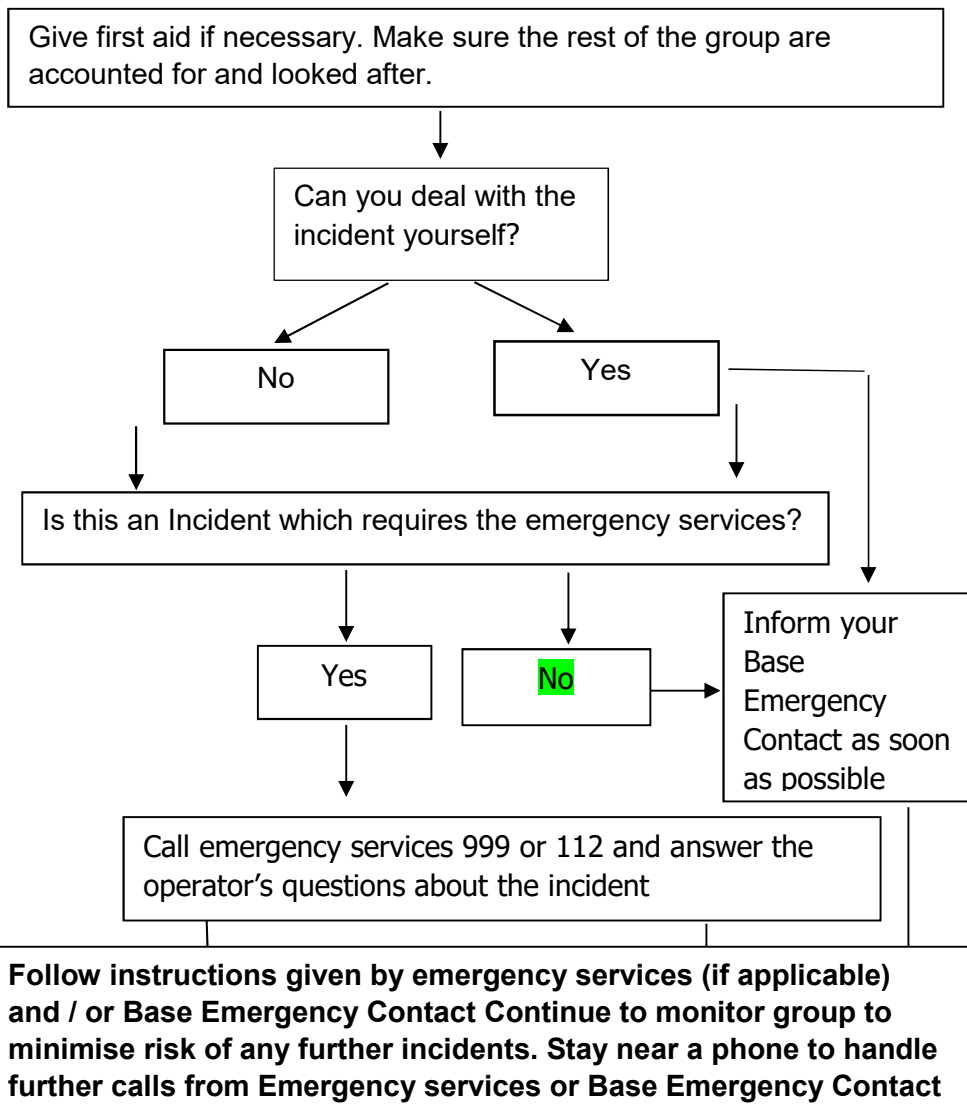 Give first aid if necessary. Make sure the rest of the group are
accounted for and looked after.
Can you deal with the
incident yourself?
No
Yes
Is this an Incident which requires the emergency services?
Yes
No
Inform your
Base
Emergency
Contact as soon
as possible
Call emergency services 999 or 112 and answer the
operator’s questions about the incident
Follow instructions given by emergency services (if applicable)
and / or Base Emergency Contact Continue to monitor group to
minimise risk of any further incidents. Stay near a phone to handle
further calls from Emergency services or Base Emergency Contact